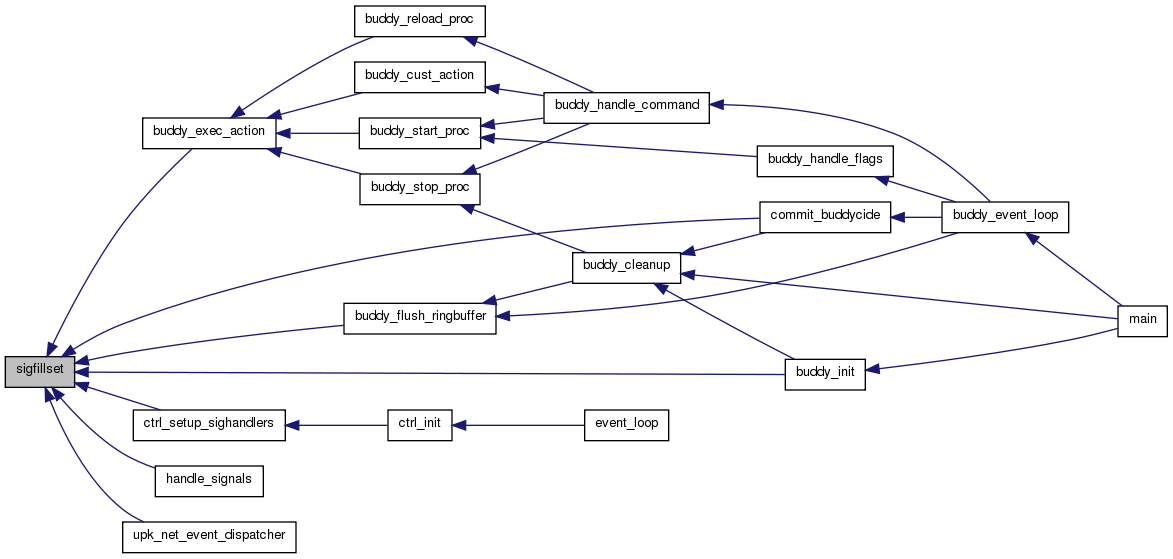 buddy_reload_proc
buddy_cust_action
buddy_handle_command
buddy_exec_action
buddy_start_proc
buddy_handle_flags
buddy_stop_proc
commit_buddycide
buddy_event_loop
buddy_cleanup
buddy_flush_ringbuffer
main
sigfillset
buddy_init
ctrl_setup_sighandlers
ctrl_init
event_loop
handle_signals
upk_net_event_dispatcher